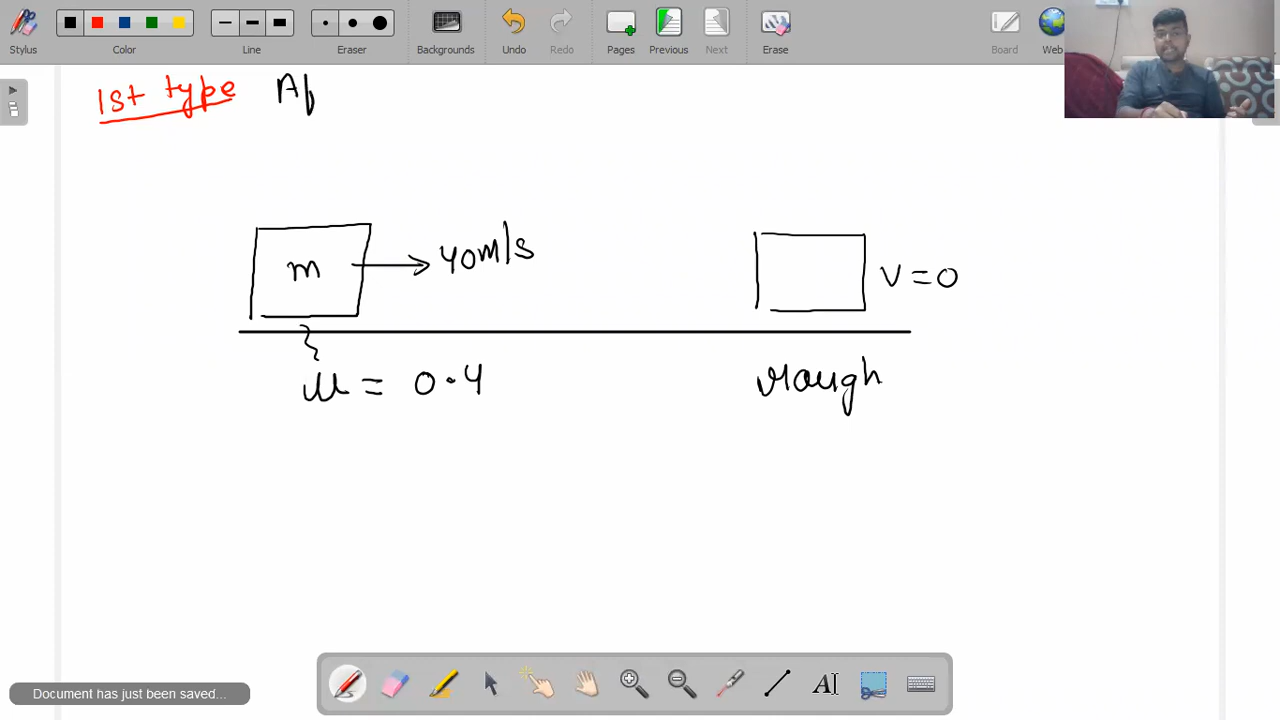 Stylus Color Line Eraser Backgrounds Undo Redo Pages Previous Next Erase Board Web
1st type Ap
m 40m/s
v = 0
μ = 0.4 rough
Document has just been saved...
A